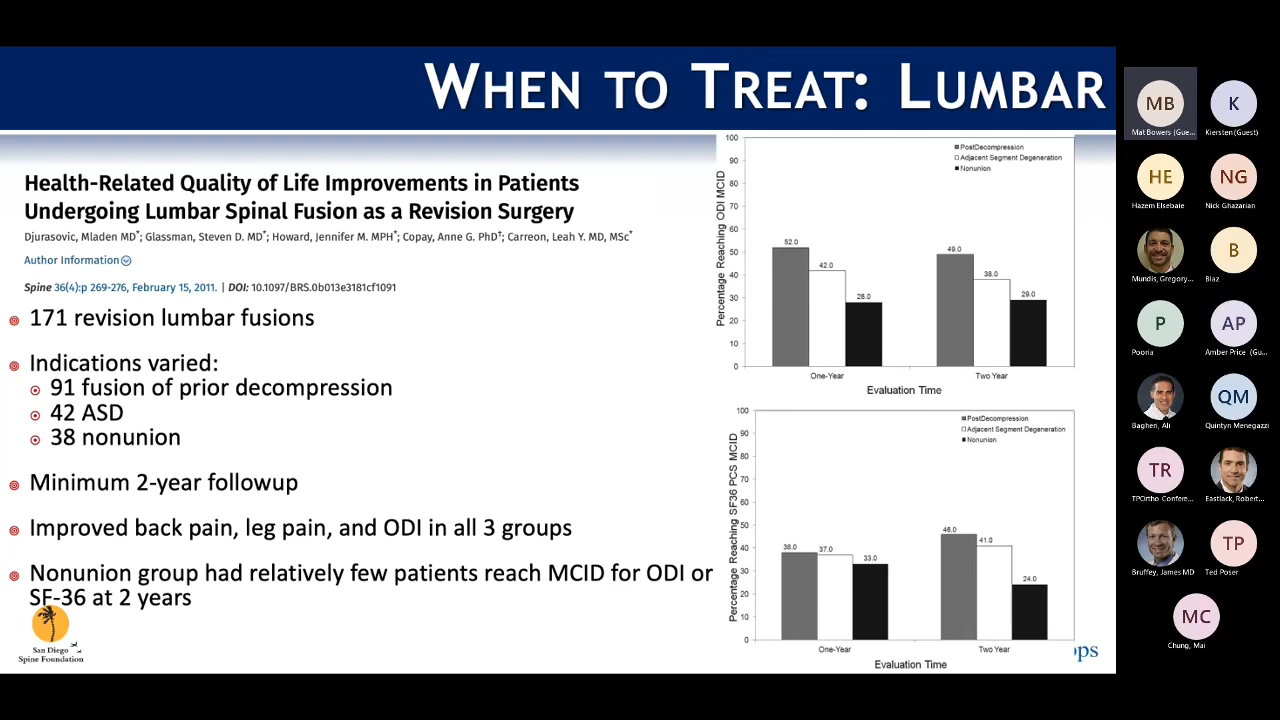 WHEN TO TREAT: LUMBAR
Health-Related Quality of Life Improvements in Patients
Undergoing Lumbar Spinal Fusion as a Revision Surgery
Djurasovic, Mladen MD*; Glassman, Steven D. MD*; Howard, Jennifer M. MPH*; Copay, Anne G. PhD†; Carreon, Leah Y. MD, MSc*
Author Information
Spine 36(4):p 269-276, February 15, 2011. | DOI: 10.1097/BRS.0b013e3181cf1091
171 revision lumbar fusions
Indications varied:
91 fusion of prior decompression
42 ASD
38 nonunion
Minimum 2-year followup
Improved back pain, leg pain, and ODI in all 3 groups
Nonunion group had relatively few patients reach MCID for ODI or
SF-36 at 2 years
San Diego
Spine Foundation
Percentage Reaching ODI MCID
100
90
80
70
60
50
40
30
20
10
0
PostDecompression
Adjacent Segment Degeneration
Nonunion
52.0
42.0
28.0
49.0
38.0
29.0
One-Year
Two Year
Evaluation Time
Percentage Reaching SF36 PCS MCID
100
90
80
70
60
50
40
30
20
10
0
PostDecompression
Adjacent Segment Degeneration
Nonunion
38.0
37.0
33.0
46.0
41.0
24.0
One-Year
Two Year
Evaluation Time
ops
MB
Mat Bowers (Gue...
K
Kiersten (Guest)
HE
Hazem Elsebaie
NG
Nick Ghazarian
Mundis, Gregory...
B
Blaz
P
Pooria
AP
Amber Price (Gu...
Baghen, Ali
QM
Quintyn Menegazzi
TR
TPOrtho Confere...
Eastlack, Robert...
Bruffey, James MD
TP
Ted Poser
MC
Chung, Mai